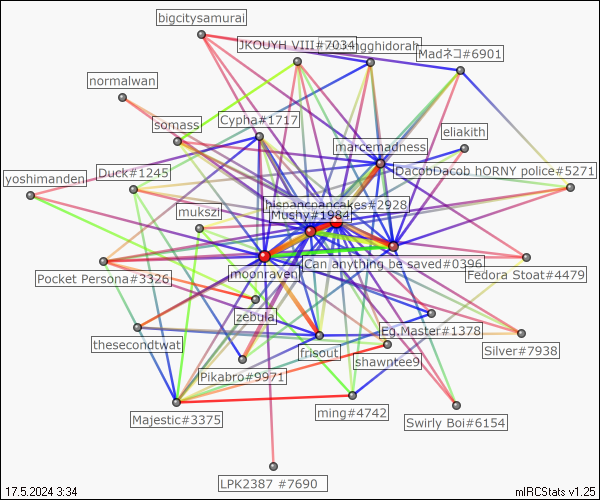 bigcitysamurai
JKOUYH VIII#7034
ngghidorah
Madネコ#6901
normalwan
somass
Cypha#1717
marcemadness
eliakith
yoshimanden
Duck#1245
DacobDacob hORNY police#5271
mukszi
hispancpancakes#2928
Mushy#1984
Pocket Persona#3326
moonraven
Can anything be saved#0396
Fedora Stoat#4479
zebula
thesecondtwat
frisout
Eg.Master#1378
shawntee9
Silver#7938
Pikabro#9971
Majestic#3375
ming#4742
Swirly Boi#6154
LPK2387 #7690
17.5.2024 3:34
mIRCStats v1.25